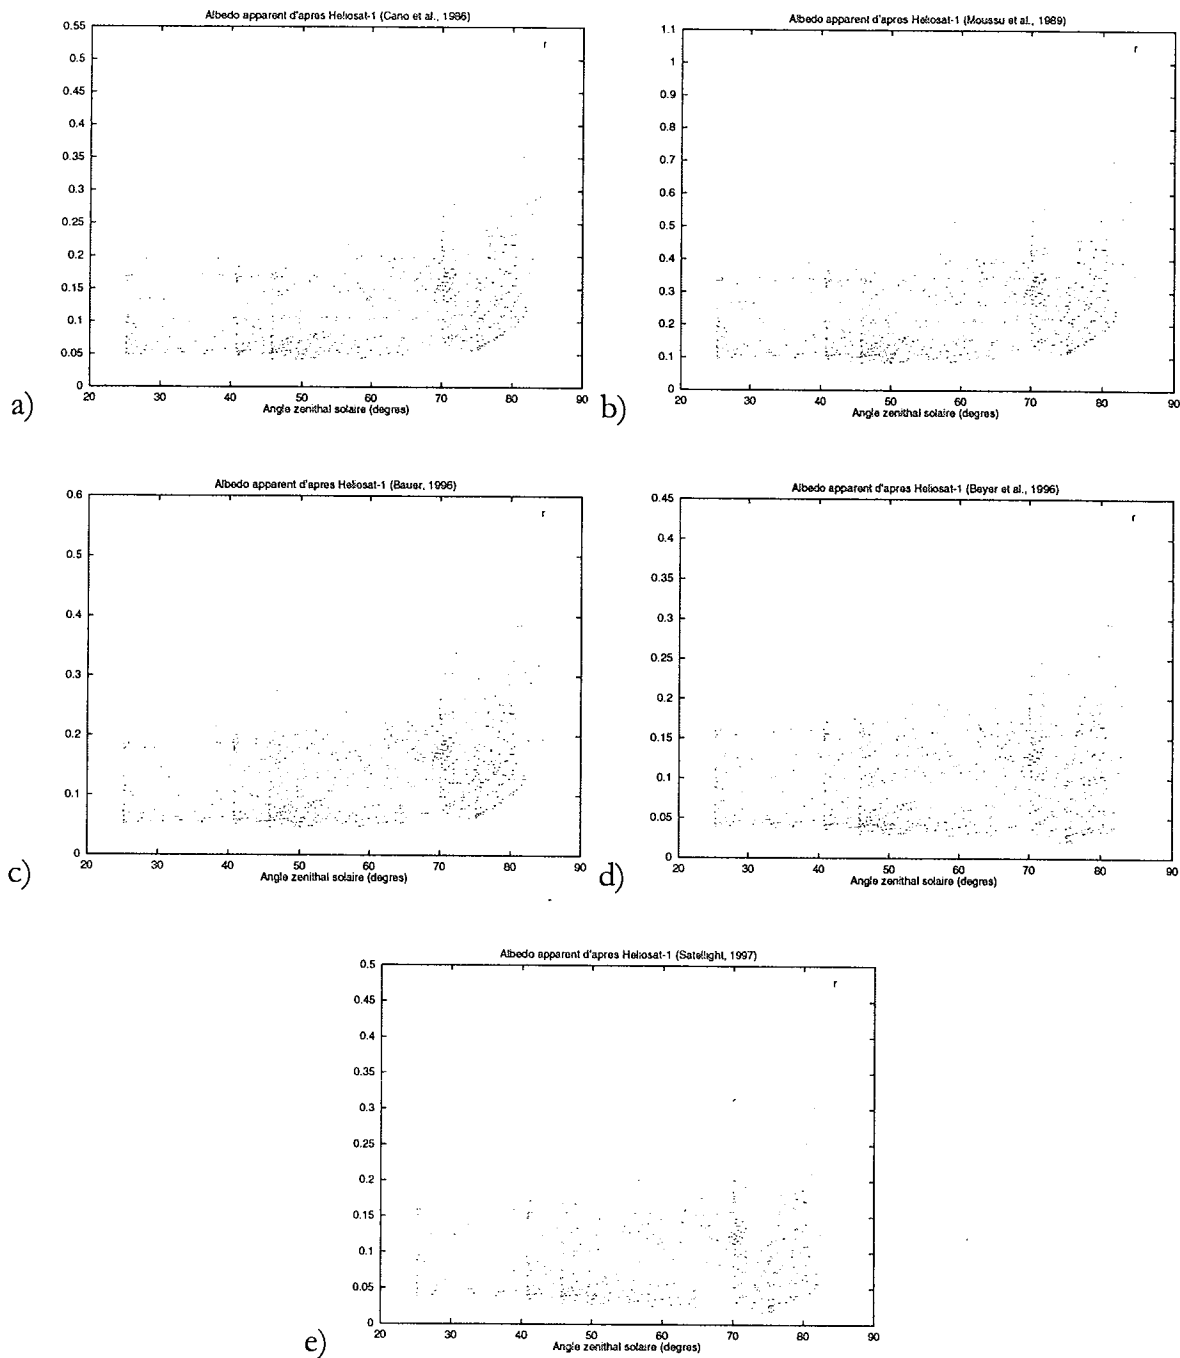 Albedo apparent d'apres Heliosat-1 (Cano et al., 1986)
0.55
r
0.5
0.45
0.4
0.35
0.3
0.25
0.2
0.15
0.1
0.05
0
20 30 40 50 60 70 80 90
Angle zenithal solaire (degres)
a)
Albedo apparent d'apres Heliosat-1 (Moussu et al., 1989)
1.1
r
1
0.9
0.8
0.7
0.6
0.5
0.4
0.3
0.2
0.1
0
20 30 40 50 60 70 80 90
Angle zenithal solaire (degres)
b)
Albedo apparent d'apres Heliosat-1 (Bauer, 1996)
0.6
r
0.5
0.4
0.3
0.2
0.1
0
20 30 40 50 60 70 80 90
Angle zenithal solaire (degres)
c)
Albedo apparent d'apres Heliosat-1 (Beyer et al., 1996)
0.45
r
0.4
0.35
0.3
0.25
0.2
0.15
0.1
0.05
0
20 30 40 50 60 70 80 90
Angle zenithal solaire (degres)
d)
Albedo apparent d'apres Heliosat-1 (Satellight, 1997)
0.5
r
0.45
0.4
0.35
0.3
0.25
0.2
0.15
0.1
0.05
0
20 30 40 50 60 70 80 90
Angle zenithal solaire (degres)
e)